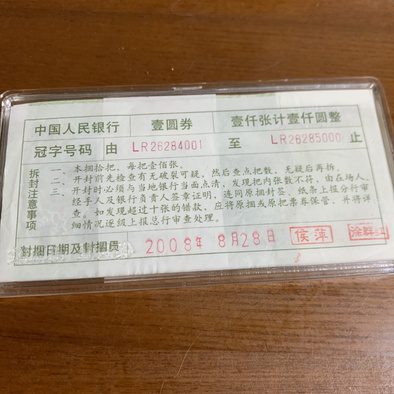 中国人民银行 壹圆券 壹仟张计壹仟圆整
冠字号码 由 LR26284001 至 LR26285000 止
拆封注意事项
一、本捆拾把，每把壹佰张。
二、开封前先检查有无破裂可疑，然后查点把数，无疑后再拆。
三、开封时必须与当地银行当面点清，发现把内张数不符，由在场人、
经手人及银行负责人签章证明、连同原捆封签、纸条上报分行审
查。如发现超过十张的错款，应将原捆或原把票券保管，并将详
细情况逐级上报总行审查处理。
封捆日期及封捆员 2008年 8月28日 侯萍